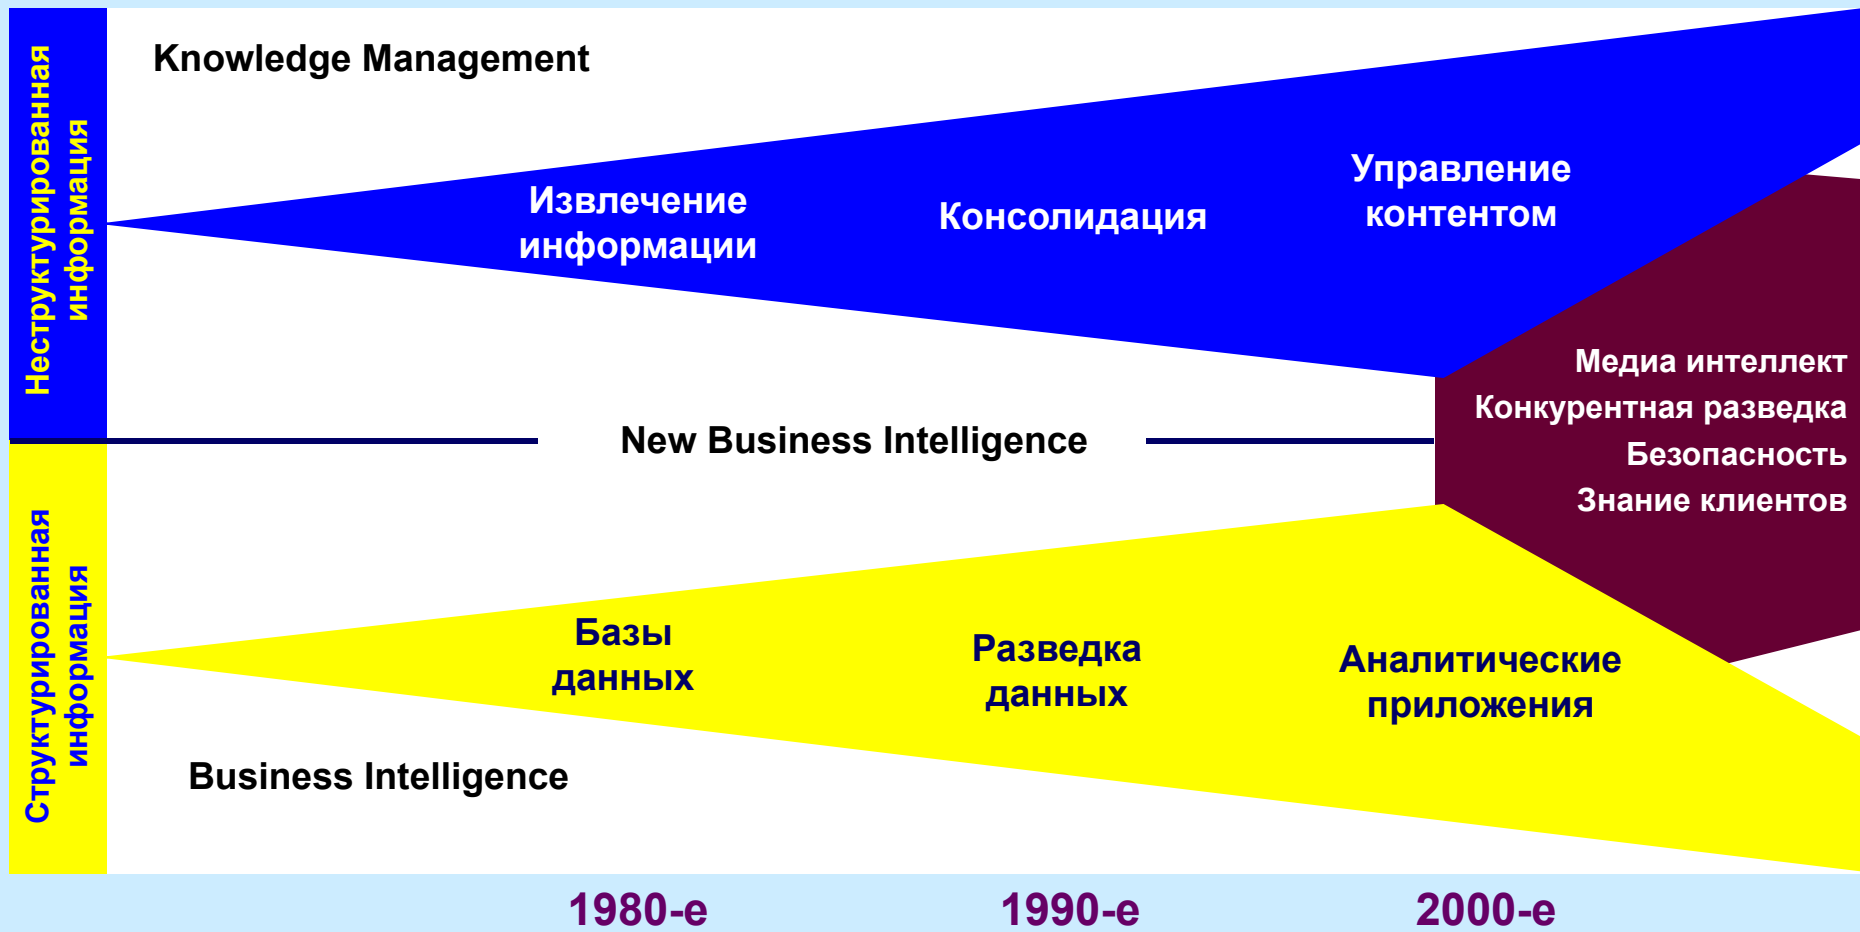 Неструктурированная
информация
Knowledge Management
Извлечение
информации
Консолидация
Управление
контентом
New Business Intelligence
Медиа интеллект
Конкурентная разведка
Безопасность
Знание клиентов
Структурированная
информация
Базы
данных
Разведка
данных
Аналитические
приложения
Business Intelligence
1980-е
1990-е
2000-е